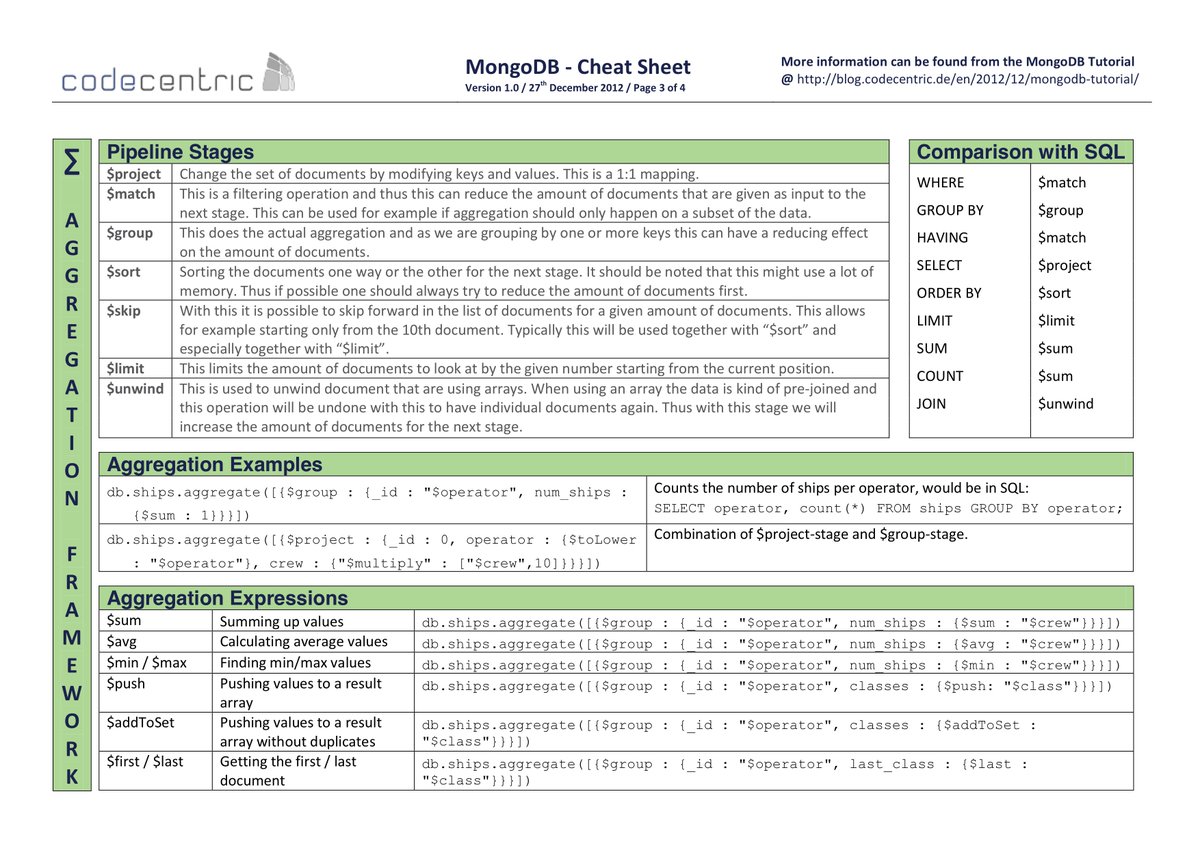 codecentric
MongoDB - Cheat Sheet
Version 1.0 / 27th December 2012 / Page 3 of 4
More information can be found from the MongoDB Tutorial
@ http://blog.codecentric.de/en/2012/12/mongodb-tutorial/
∑
A
G
G
R
E
G
A
T
I
O
N
F
R
A
M
E
W
O
R
K
Pipeline Stages
$project Change the set of documents by modifying keys and values. This is a 1:1 mapping.
$match This is a filtering operation and thus this can reduce the amount of documents that are given as input to the
next stage. This can be used for example if aggregation should only happen on a subset of the data.
$group This does the actual aggregation and as we are grouping by one or more keys this can have a reducing effect
on the amount of documents.
$sort Sorting the documents one way or the other for the next stage. It should be noted that this might use a lot of
memory. Thus if possible one should always try to reduce the amount of documents first.
$skip With this it is possible to skip forward in the list of documents for a given amount of documents. This allows
for example starting only from the 10th document. Typically this will be used together with “$sort” and
especially together with “$limit”.
$limit This limits the amount of documents to look at by the given number starting from the current position.
$unwind This is used to unwind document that are using arrays. When using an array the data is kind of pre-joined and
this operation will be undone with this to have individual documents again. Thus with this stage we will
increase the amount of documents for the next stage.
Comparison with SQL
WHERE $match
GROUP BY $group
HAVING $match
SELECT $project
ORDER BY $sort
LIMIT $limit
SUM $sum
COUNT $sum
JOIN $unwind
Aggregation Examples
db.ships.aggregate([{$group : {_id : "$operator", num_ships :
{$sum : 1}}}])
Counts the number of ships per operator, would be in SQL:
SELECT operator, count(*) FROM ships GROUP BY operator;
db.ships.aggregate([{$project : {_id : 0, operator : {$toLower
: "$operator"}, crew : {"$multiply" : ["$crew",10]}}}])
Combination of $project-stage and $group-stage.
Aggregation Expressions
$sum Summing up values db.ships.aggregate([{$group : {_id : "$operator", num_ships : {$sum : "$crew"}}}])
$avg Calculating average values db.ships.aggregate([{$group : {_id : "$operator", num_ships : {$avg : "$crew"}}}])
$min / $max Finding min/max values db.ships.aggregate([{$group : {_id : "$operator", num_ships : {$min : "$crew"}}}])
$push Pushing values to a result db.ships.aggregate([{$group : {_id : "$operator", classes : {$push: "$class"}}}])
array
$addToSet Pushing values to a result db.ships.aggregate([{$group : {_id : "$operator", classes : {$addToSet :
array without duplicates "$class"}}}])
$first / $last Getting the first / last db.ships.aggregate([{$group : {_id : "$operator", last_class : {$last :
document "$class"}}}])